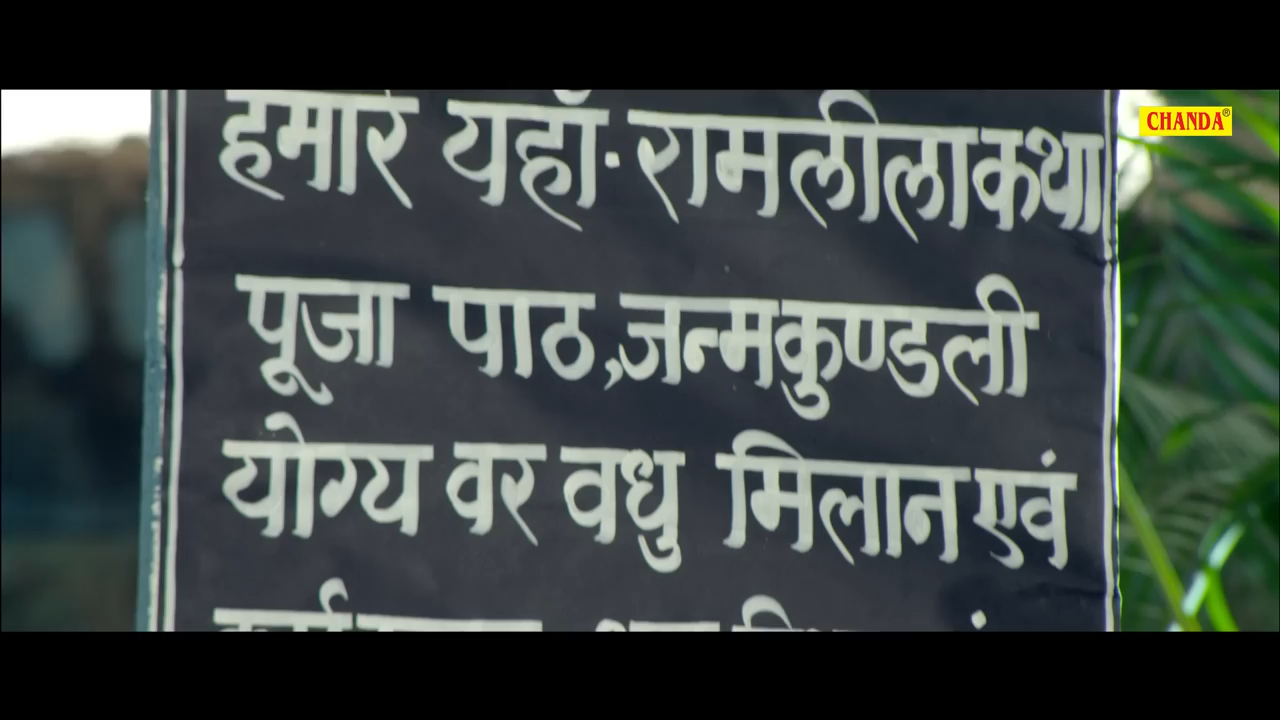 हमारे यहाँ-रामलीला कथा
CHANDA®
पूजा पाठ, जन्मकुण्डली
योग्य वर वधु मिलान एवं